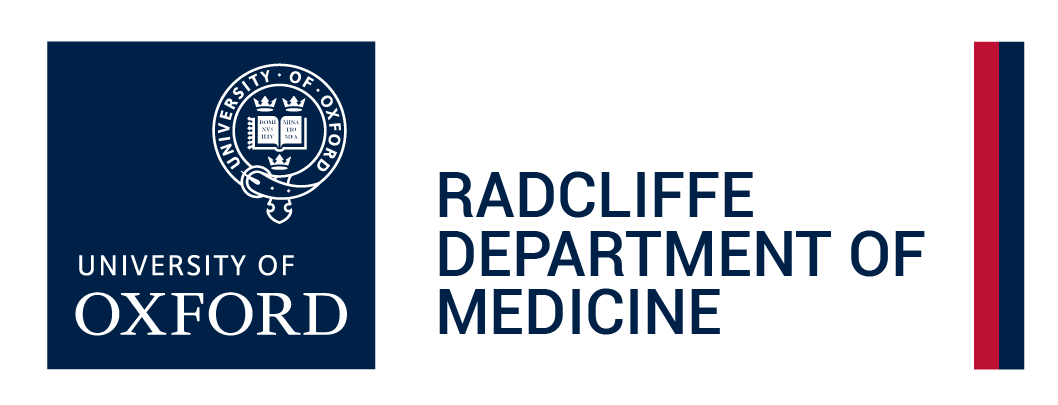 UNIVERSITY · OF · OXFORD
DOMI MINA
NVS TIO
ILLV MEA
UNIVERSITY OF
OXFORD
RADCLIFFE
DEPARTMENT OF
MEDICINE